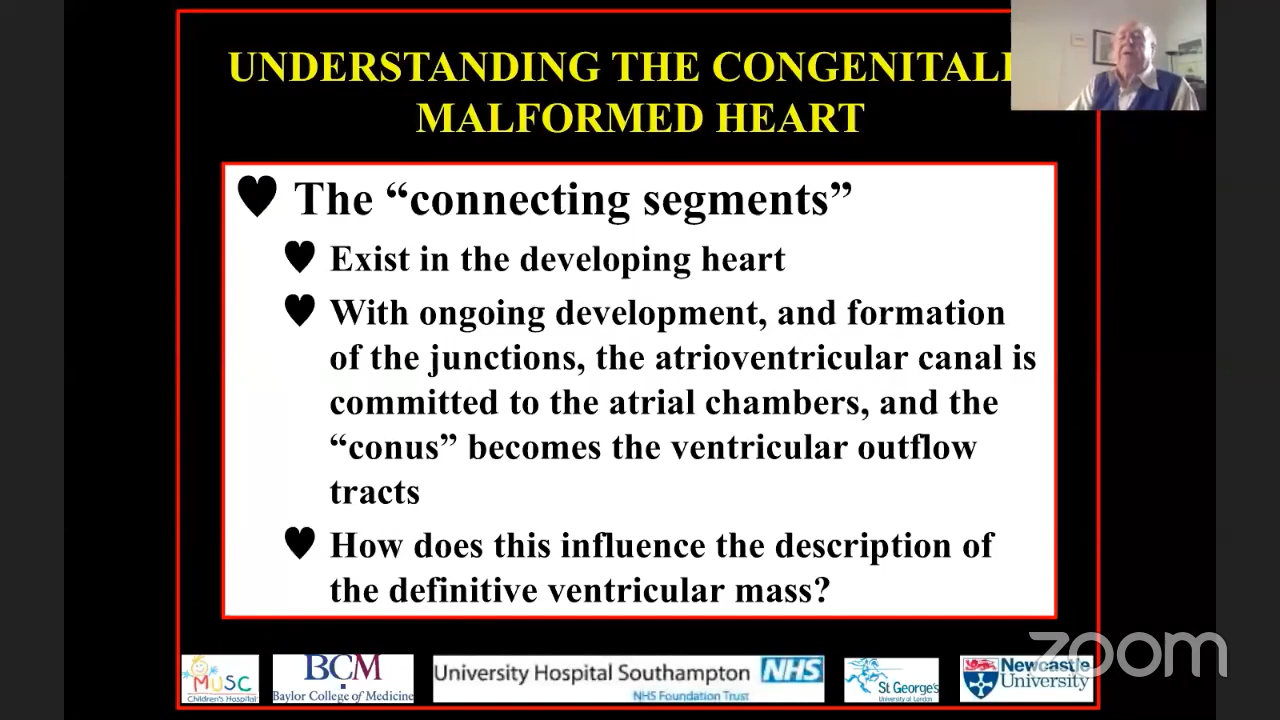 UNDERSTANDING THE CONGENITALL
MALFORMED HEART
The “connecting segments”
Exist in the developing heart
With ongoing development, and formation
of the junctions, the atrioventricular canal is
committed to the atrial chambers, and the
“conus” becomes the ventricular outflow
tracts
How does this influence the description of
the definitive ventricular mass?
MUSC
Children's Hospital
BCM
Baylor College of Medicine
University Hospital Southampton NHS
NHS Foundation Trust
St George's
University of London
Newcastle
University
zoom